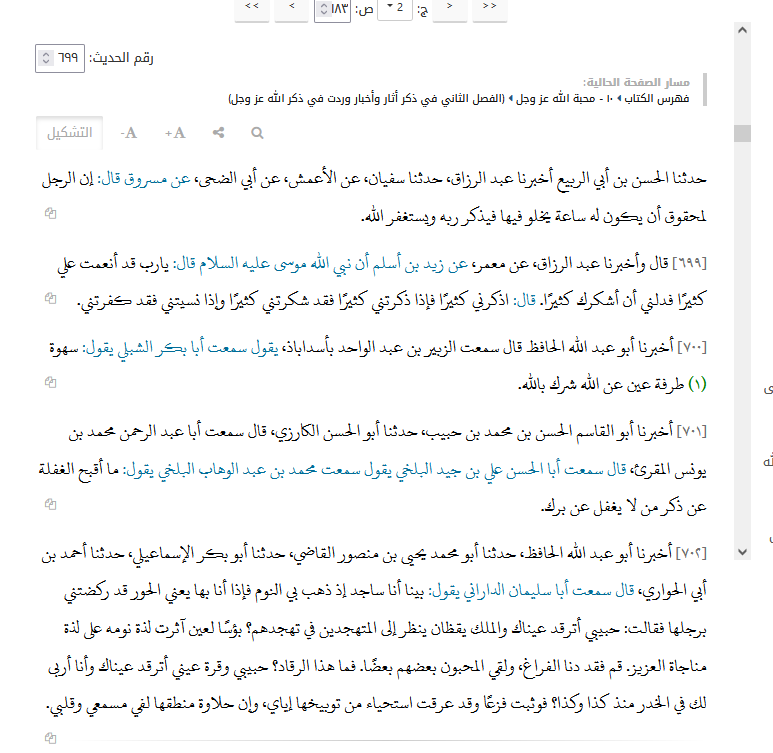 << < ص: ١٨٣ ج: 2 > >>
رقم الحديث: ٦٩٩
مسار الصفحة الحالية:
فهرس الكتاب ١٠ - محبة الله عز وجل (الفصل الثاني في ذكر أثار وأخبار وردت في ذكر الله عز وجل)
التشكيل A- A+
حدثنا الحسن بن أبي الربيع أخبرنا عبد الرزاق، حدثنا سفيان، عن الأعمش، عن أبي الضحى، عن مسروق قال: إن الرجل
لمحقوق أن يكون له ساعة يخلو فيها فيذكر ربه ويستغفر الله.
[٦٩٩] قال وأخبرنا عبد الرزاق، عن معمر، عن زيد بن أسلم أن نبي الله موسى عليه السلام قال: يارب قد أنعمت علي
كثيرًا فدلني أن أشكرك كثيرًا. قال: اذكرني كثيرًا فإذا ذكرتني كثيرًا فقد شكرتني كثيرًا وإذا نسيتني فقد كفرتني.
[٧٠٠] أخبرنا أبو عبد الله الحافظ قال سمعت الزبير بن عبد الواحد بأسداباذ، يقول سمعت أبا بكر الشبلي يقول: سهوة
(١) طرفة عين عن الله شرك بالله.
[٧٠١] أخبرنا أبو القاسم الحسن بن محمد بن حبيب، حدثنا أبو الحسن الكارزي، قال سمعت أبا عبد الرحمن محمد بن
يونس المقرئ، قال سمعت أبا الحسن علي بن جيد البلخي يقول سمعت محمد بن عبد الوهاب البلخي يقول: ما أقبح الغفلة
عن ذكر من لا يغفل عن برك.
[٧٠٢] أخبرنا أبو عبد الله الحافظ، حدثنا أبو محمد يحيى بن منصور القاضي، حدثنا أبو بكر الإسماعيلي، حدثنا أحمد بن
أبي الحواري، قال سمعت أبا سليمان الداراني يقول: بينا أنا ساجد إذ ذهب بي النوم فإذا أنا بها يعني الحور قد ركضتني
برجلها فقالت: حبيبي أترقد عيناك والملك يقظان ينظر إلى المتهجدين في تهجدهم؟ بؤسًا لعين آثرت لذة نومه على لذة
مناجاة العزيز. قم فقد دنا الفراغ، ولقي المحبون بعضهم بعضًا. فما هذا الرقاد؟ حبيبي وقرة عيني أترقد عيناك وأنا أربى
لك في الخدر منذ كذا وكذا؟ فوثبت فزعًا وقد عرقت استحياء من توبيخها إياي، وإن حلاوة منطقها لفي مسمعي وقلبي.